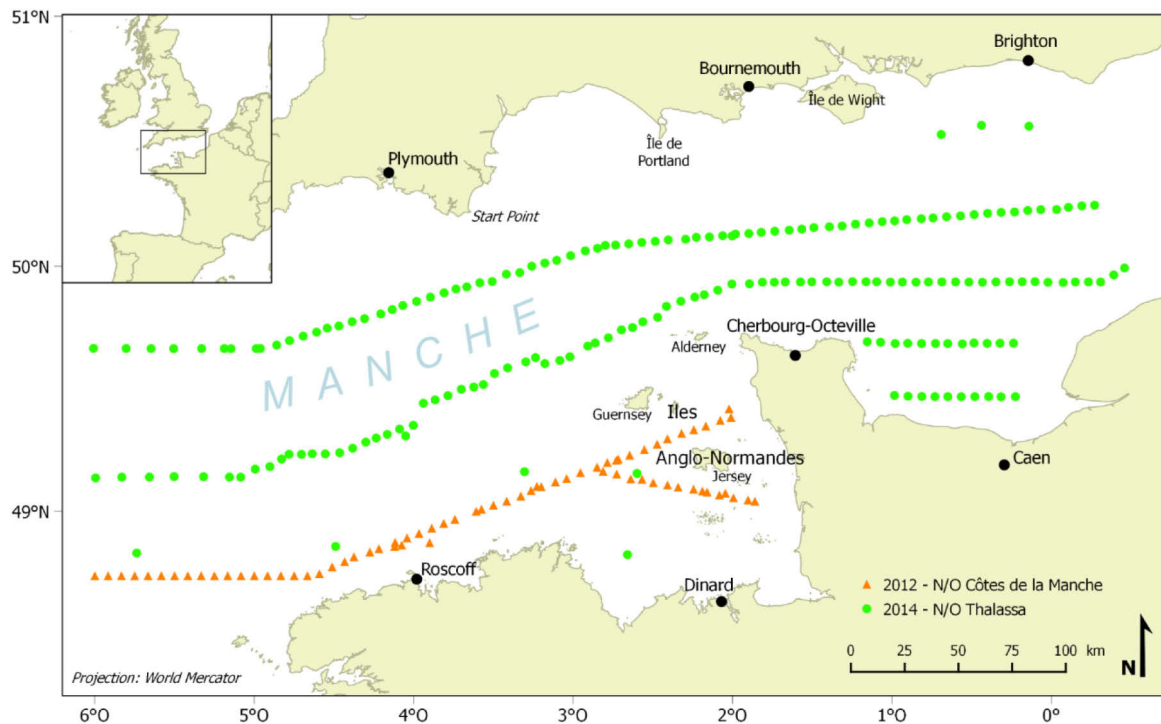 51°N
50°N
49°N
Brighton
Bournemouth
Île de Wight
Île de
Portland
Plymouth
Start Point
MANCHE
Cherbourg-Octeville
Alderney
Guernsey
Iles
Anglo-Normandes
Jersey
Caen
Roscoff
Dinard
2012 - N/O Côtes de la Manche
2014 - N/O Thalassa
0 25 50 75 100 km
N
Projection: World Mercator
6°O 5°O 4°O 3°O 2°O 1°O 0°